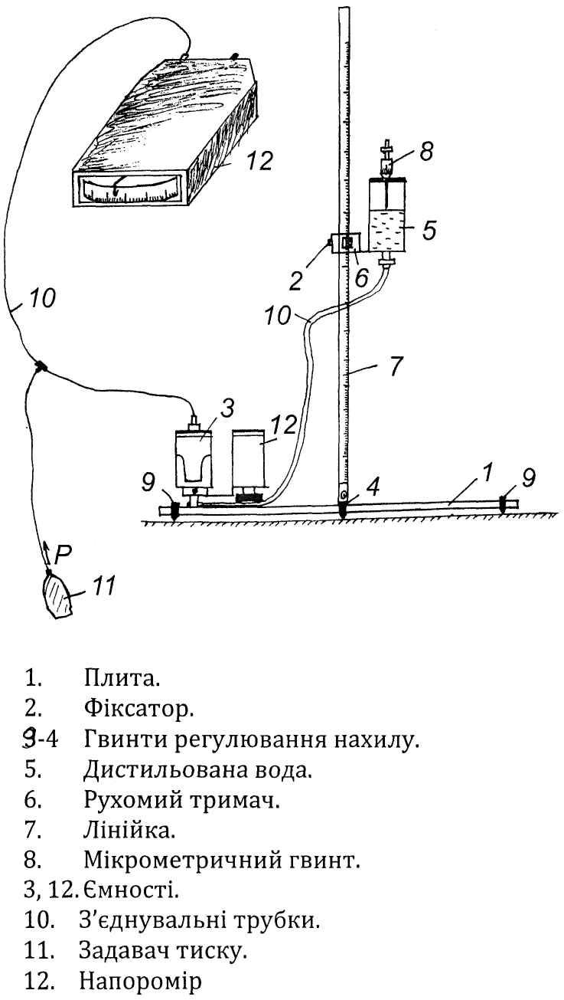 12
8
5
2
6
10
10
7
3
12
9
4
1
9
P
11
1. Плита.
2. Фіксатор.
9-4 Гвинти регулювання нахилу.
5. Дистильована вода.
6. Рухомий тримач.
7. Лінійка.
8. Мікрометричний гвинт.
3, 12. Ємності.
10. З’єднувальні трубки.
11. Задавач тиску.
12. Напоромір